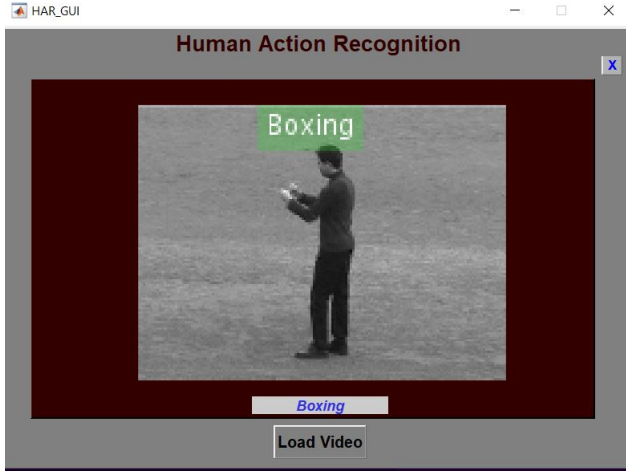 HAR_GUI
Human Action Recognition
X
Boxing
Boxing
Load Video